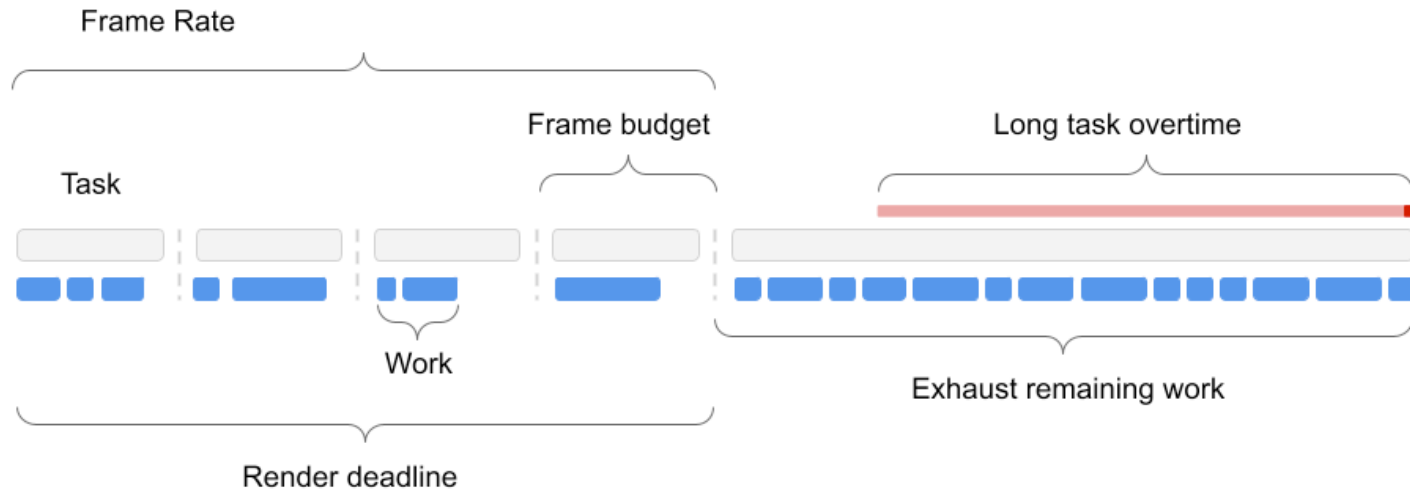 Frame Rate
Frame budget
Long task overtime
Task
Work
Exhaust remaining work
Render deadline